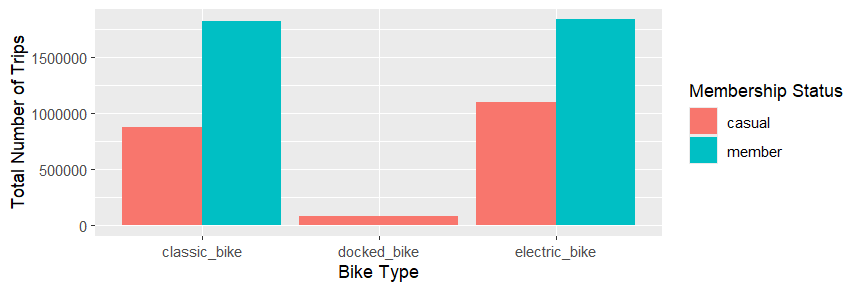 Total Number of Trips
1500000
1000000
500000
0
classic_bike docked_bike electric_bike
Bike Type
Membership Status
casual
member